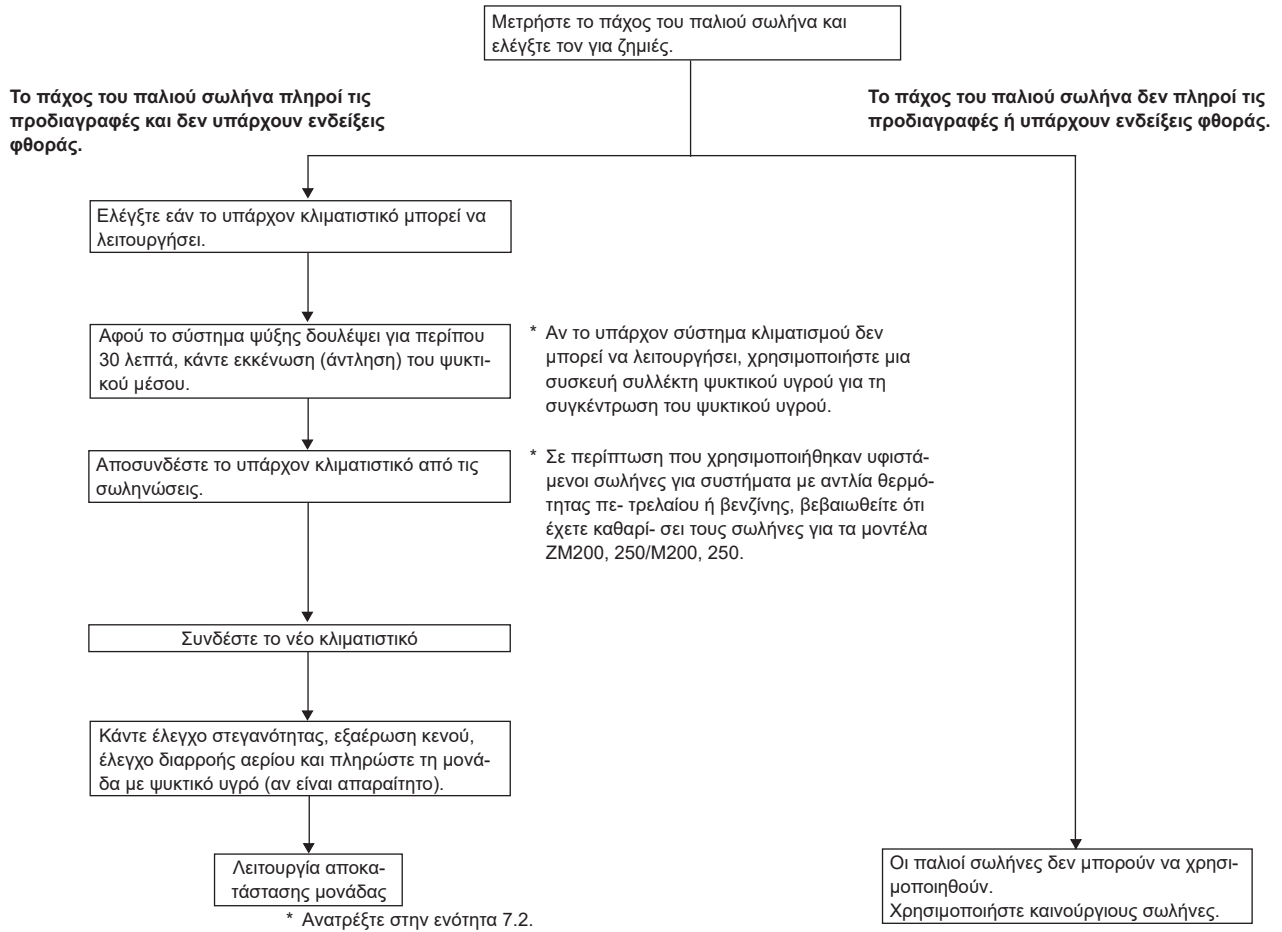 Μετρήστε το πάχος του παλιού σωλήνα και
ελέγξτε τον για ζημιές.
Το πάχος του παλιού σωλήνα πληροί τις
προδιαγραφές και δεν υπάρχουν ενδείξεις
φθοράς.
Το πάχος του παλιού σωλήνα δεν πληροί τις
προδιαγραφές ή υπάρχουν ενδείξεις φθοράς.
Ελέγξτε εάν το υπάρχον κλιματιστικό μπορεί να
λειτουργήσει.
Αφού το σύστημα ψύξης δουλέψει για περίπου
30 λεπτά, κάντε εκκένωση (άντληση) του ψυκτι-
κού μέσου.
* Αν το υπάρχον σύστημα κλιματισμού δεν
μπορεί να λειτουργήσει, χρησιμοποιήστε μια
συσκευή συλλέκτη ψυκτικού υγρού για τη
συγκέντρωση του ψυκτικού υγρού.
Αποσυνδέστε το υπάρχον κλιματιστικό από τις
σωληνώσεις.
* Σε περίπτωση που χρησιμοποιήθηκαν υφιστά-
μενοι σωλήνες για συστήματα με αντλία θερμό-
τητας πε- τρελαίου ή βενζίνης, βεβαιωθείτε ότι
έχετε καθαρί- σει τους σωλήνες για τα μοντέλα
ZM200, 250/M200, 250.
Συνδέστε το νέο κλιματιστικό
Κάντε έλεγχο στεγανότητας, εξαέρωση κενού,
έλεγχο διαρροής αερίου και πληρώστε τη μονά-
δα με ψυκτικό υγρό (αν είναι απαραίτητο).
Λειτουργία αποκα-
τάστασης μονάδας
* Ανατρέξτε στην ενότητα 7.2.
Οι παλιοί σωλήνες δεν μπορούν να χρησι-
μοποιηθούν.
Χρησιμοποιήστε καινούργιους σωλήνες.